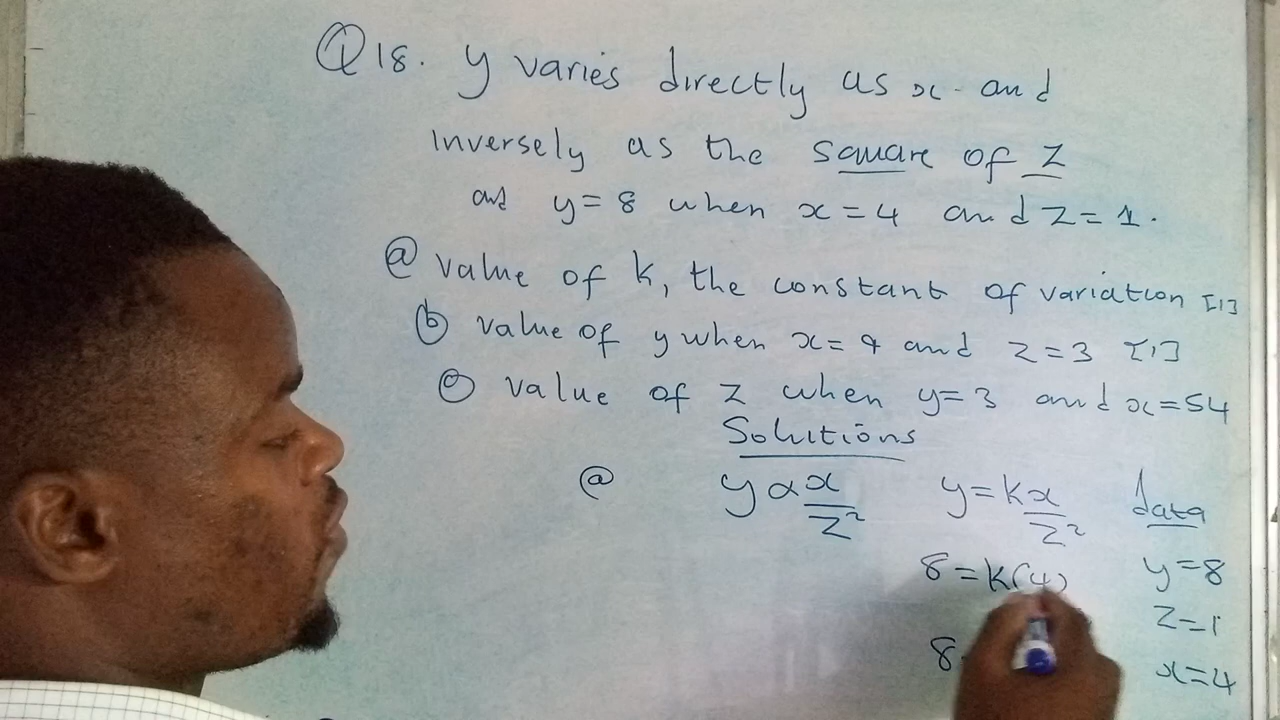 Q18. y varies directly as x and
inversely as the square of z
and y=8 when x=4 and z=1.
(a) value of k, the constant of variation [1]
(b) value of y when x=9 and z=3 [1]
(c) value of z when y=3 and x=54
Solutions
(a) y∝x/z² y=kx/z² data
8=k(4) y=8
z=1
8 x=4